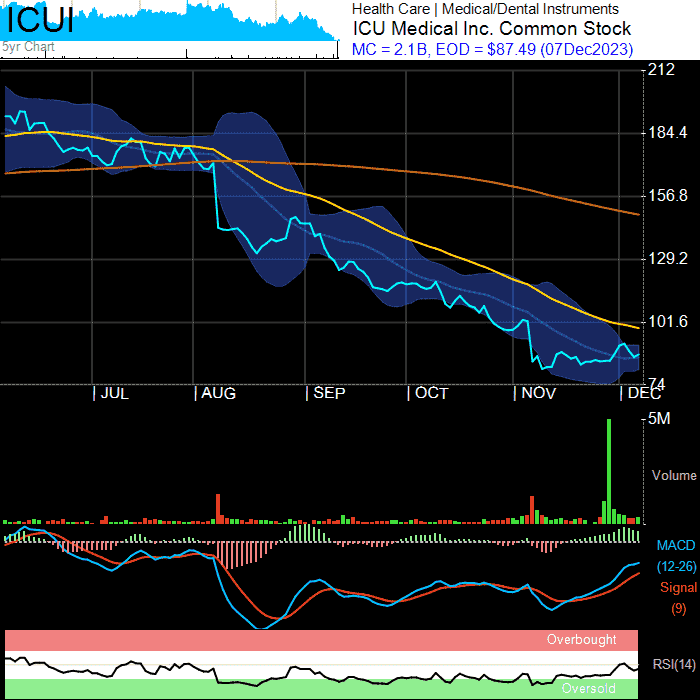 ICUI
5yr Chart
Health Care | Medical/Dental Instruments
ICU Medical Inc. Common Stock
MC = 2.1B, EOD = $87.49 (07Dec2023)
212
184.4
156.8
129.2
101.6
74
JUL
AUG
SEP
OCT
NOV
DEC
5M
Volume
MACD
(12-26)
Signal
(9)
Overbought
RSI(14)
Oversold